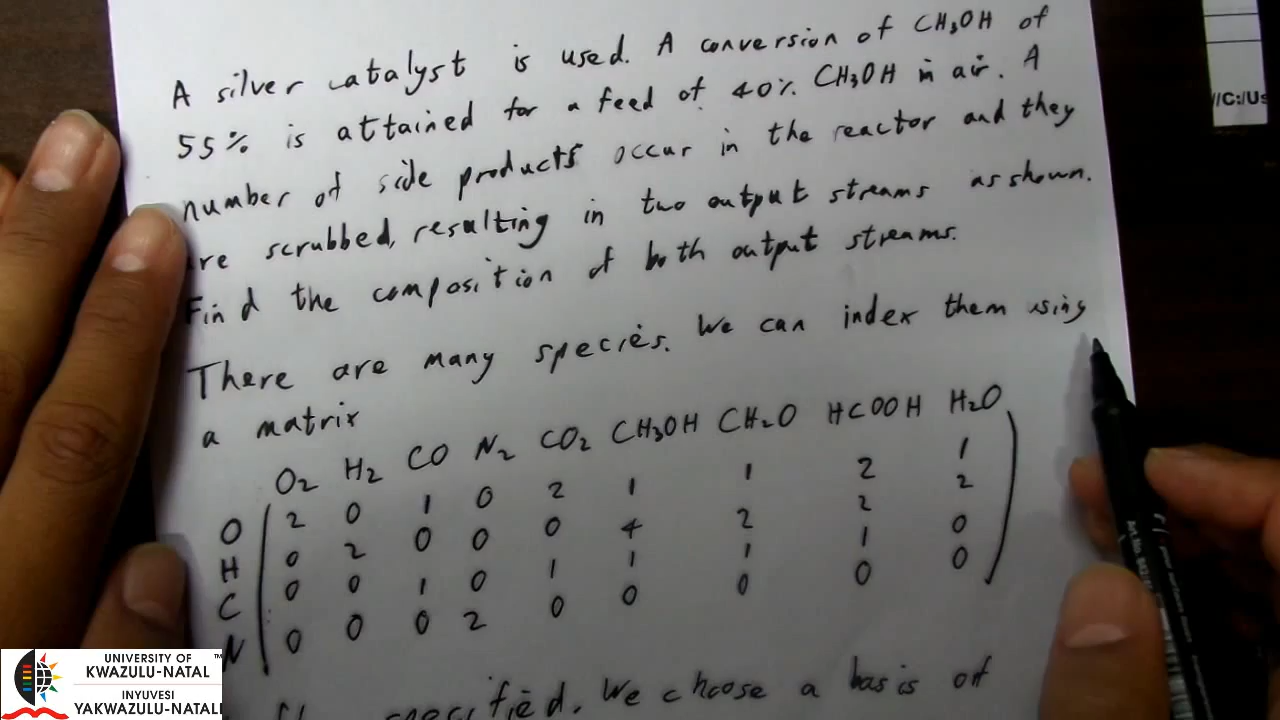 A silver catalyst is used. A conversion of CH₃OH of
55% is attained for a feed of 40% CH₃OH in air. A
number of side products occur in the reactor and they
are scrubbed, resulting in two output streams as shown.
Find the composition of both output streams.
There are many species. We can index them using
a matrix
O₂ H₂ CO N₂ CO₂ CH₃OH CH₂O HCOOH H₂O
O 2 0 1 0 2 1 1 2 1
H 0 2 0 0 0 4 2 2 2
C 0 0 1 0 1 1 1 1 0
N 0 0 0 2 0 0 0 0 0
specified. We choose a basis of
//C:/Us
UNIVERSITY OF ™
KWAZULU-NATAL
INYUVESI
YAKWAZULU-NATALI